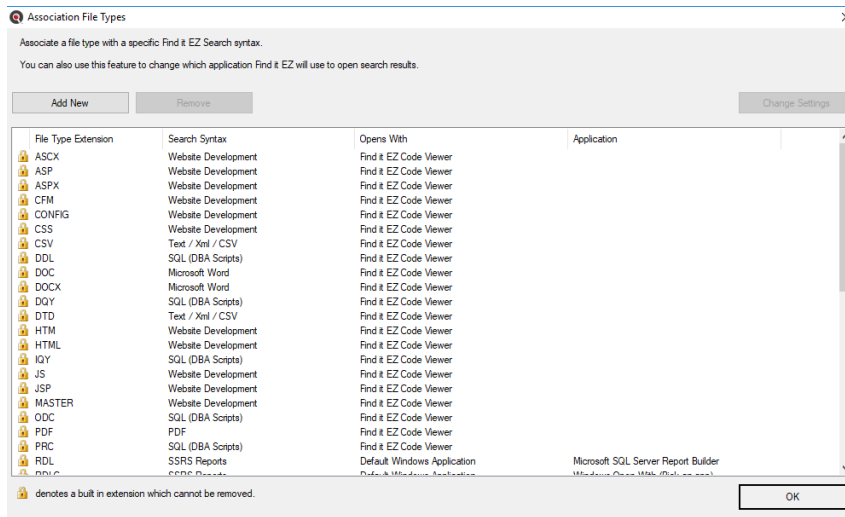 Association File Types
Associate a file type with a specific Find it EZ Search syntax.
You can also use this feature to change which application Find it EZ will use to open search results.
Add New Remove Change Settings
File Type Extension Search Syntax Opens With Application
ASCX Website Development Find it EZ Code Viewer
ASP Website Development Find it EZ Code Viewer
ASPX Website Development Find it EZ Code Viewer
CFM Website Development Find it EZ Code Viewer
CONFIG Website Development Find it EZ Code Viewer
CSS Website Development Find it EZ Code Viewer
CSV Text / Xml / CSV Find it EZ Code Viewer
DDL SQL (DBA Scripts) Find it EZ Code Viewer
DOC Microsoft Word Find it EZ Code Viewer
DOCX Microsoft Word Find it EZ Code Viewer
DQY SQL (DBA Scripts) Find it EZ Code Viewer
DTD Text / Xml / CSV Find it EZ Code Viewer
HTM Website Development Find it EZ Code Viewer
HTML Website Development Find it EZ Code Viewer
IQY SQL (DBA Scripts) Find it EZ Code Viewer
JS Website Development Find it EZ Code Viewer
JSP Website Development Find it EZ Code Viewer
MASTER Website Development Find it EZ Code Viewer
ODC SQL (DBA Scripts) Find it EZ Code Viewer
PDF PDF Find it EZ Code Viewer
PRC SQL (DBA Scripts) Find it EZ Code Viewer
RDL SSRS Reports Default Windows Application Microsoft SQL Server Report Builder
RDLC SSRS Reports Default Windows Application Windows Open With (Pick an app)
denotes a built in extension which cannot be removed.
OK